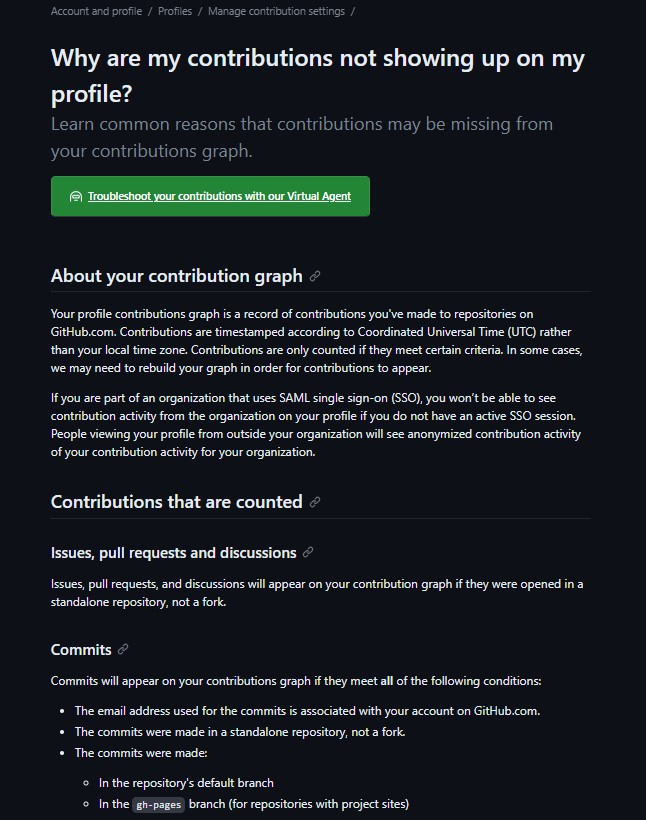 Account and profile / Profiles / Manage contribution settings /
Why are my contributions not showing up on my
profile?
Learn common reasons that contributions may be missing from
your contributions graph.
Troubleshoot your contributions with our Virtual Agent
About your contribution graph
Your profile contributions graph is a record of contributions you've made to repositories on
GitHub.com. Contributions are timestamped according to Coordinated Universal Time (UTC) rather
than your local time zone. Contributions are only counted if they meet certain criteria. In some cases,
we may need to rebuild your graph in order for contributions to appear.
If you are part of an organization that uses SAML single sign-on (SSO), you won’t be able to see
contribution activity from the organization on your profile if you do not have an active SSO session.
People viewing your profile from outside your organization will see anonymized contribution activity
of your contribution activity for your organization.
Contributions that are counted
Issues, pull requests and discussions
Issues, pull requests, and discussions will appear on your contribution graph if they were opened in a
standalone repository, not a fork.
Commits
Commits will appear on your contributions graph if they meet all of the following conditions:
• The email address used for the commits is associated with your account on GitHub.com.
• The commits were made in a standalone repository, not a fork.
• The commits were made:
◦ In the repository's default branch
◦ In the gh-pages branch (for repositories with project sites)